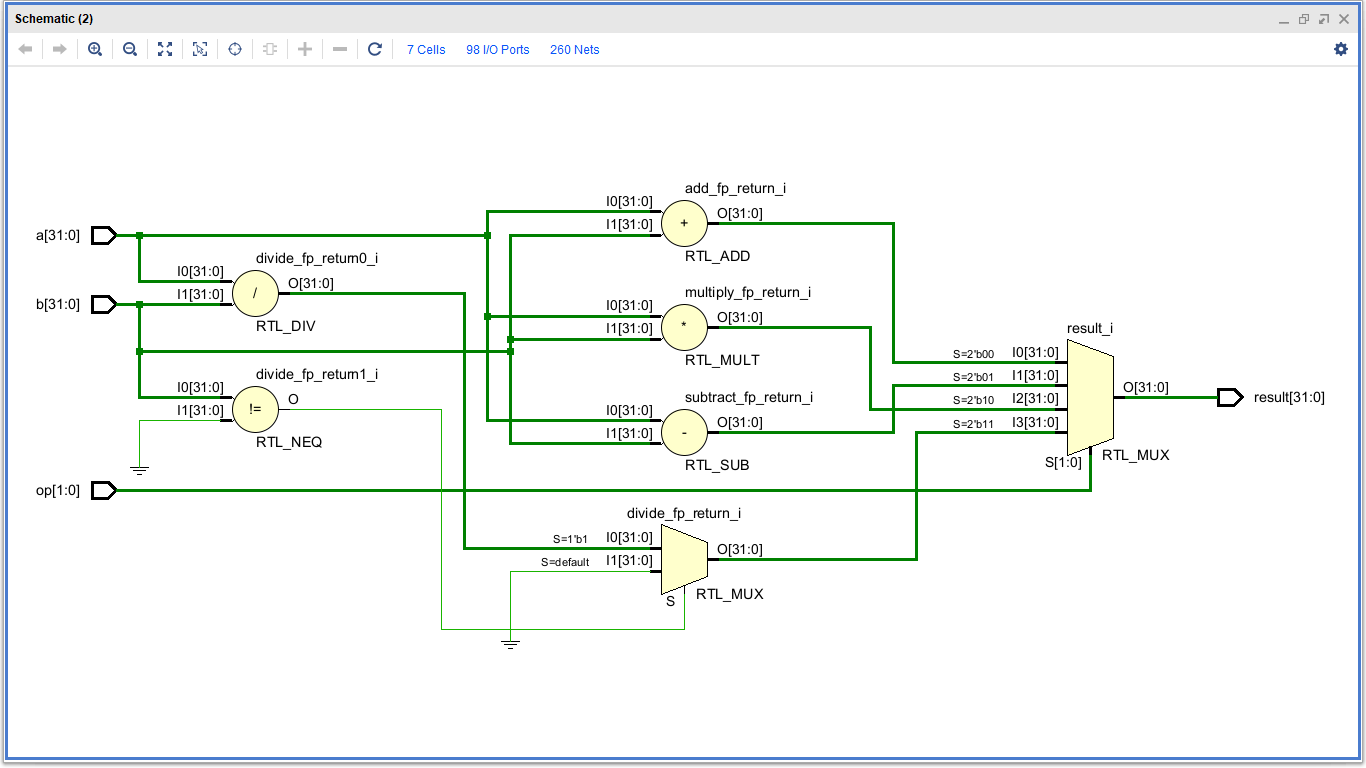 Schematic (2)
7 Cells 98 I/O Ports 260 Nets
add_fp_return_i
I0[31:0]
O[31:0]
I1[31:0]
+
RTL_ADD
a[31:0]
divide_fp_return0_i
I0[31:0]
O[31:0]
I1[31:0]
/
RTL_DIV
b[31:0]
multiply_fp_return_i
I0[31:0]
O[31:0]
I1[31:0]
*
RTL_MULT
divide_fp_return1_i
I0[31:0]
O
I1[31:0]
!=
RTL_NEQ
subtract_fp_return_i
I0[31:0]
O[31:0]
I1[31:0]
-
RTL_SUB
result_i
S=2'b00 I0[31:0]
S=2'b01 I1[31:0]
S=2'b10 I2[31:0]
S=2'b11 I3[31:0]
O[31:0]
result[31:0]
S[1:0]
RTL_MUX
op[1:0]
divide_fp_return_i
S=1'b1 I0[31:0]
O[31:0]
S=default I1[31:0]
S
RTL_MUX